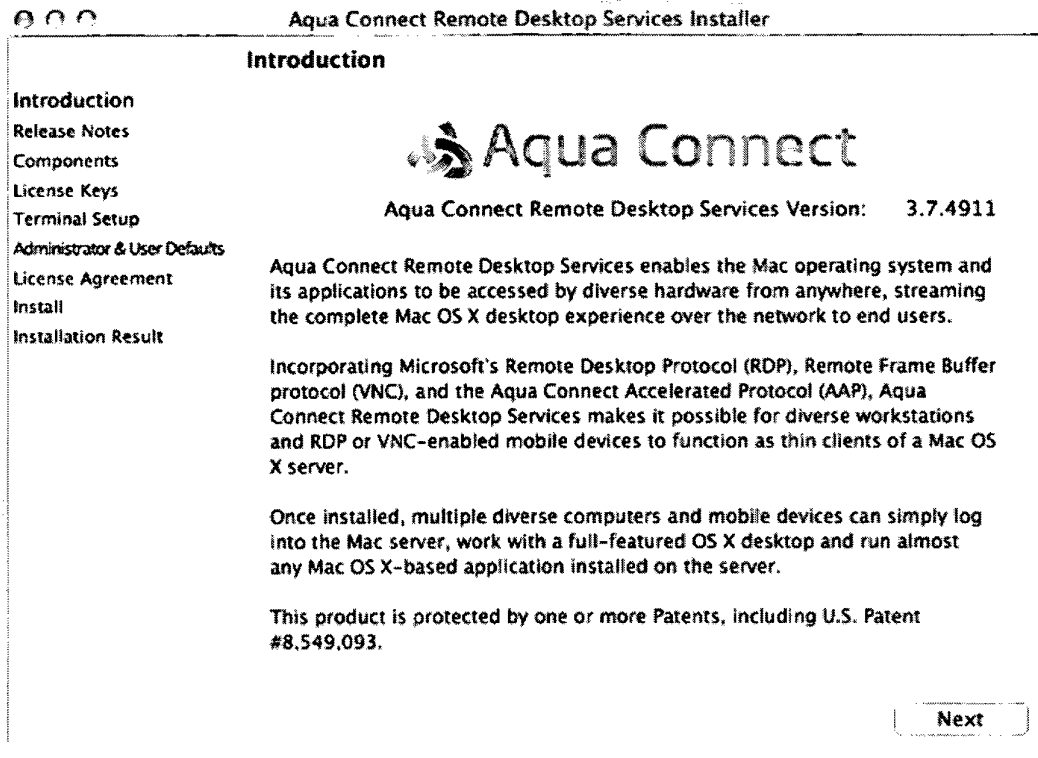 Aqua Connect Remote Desktop Services Installer
Introduction
Introduction
Release Notes
Components
License Keys
Terminal Setup
Administrator & User Defaults
License Agreement
Install
Installation Result
Aqua Connect
Aqua Connect Remote Desktop Services Version: 3.7.4911
Aqua Connect Remote Desktop Services enables the Mac operating system and
its applications to be accessed by diverse hardware from anywhere, streaming
the complete Mac OS X desktop experience over the network to end users.
Incorporating Microsoft's Remote Desktop Protocol (RDP), Remote Frame Buffer
protocol (VNC), and the Aqua Connect Accelerated Protocol (AAP), Aqua
Connect Remote Desktop Services makes it possible for diverse workstations
and RDP or VNC-enabled mobile devices to function as thin clients of a Mac OS
X server.
Once installed, multiple diverse computers and mobile devices can simply log
into the Mac server, work with a full-featured OS X desktop and run almost
any Mac OS X-based application installed on the server.
This product is protected by one or more Patents, including U.S. Patent
#8,549,093.
Next